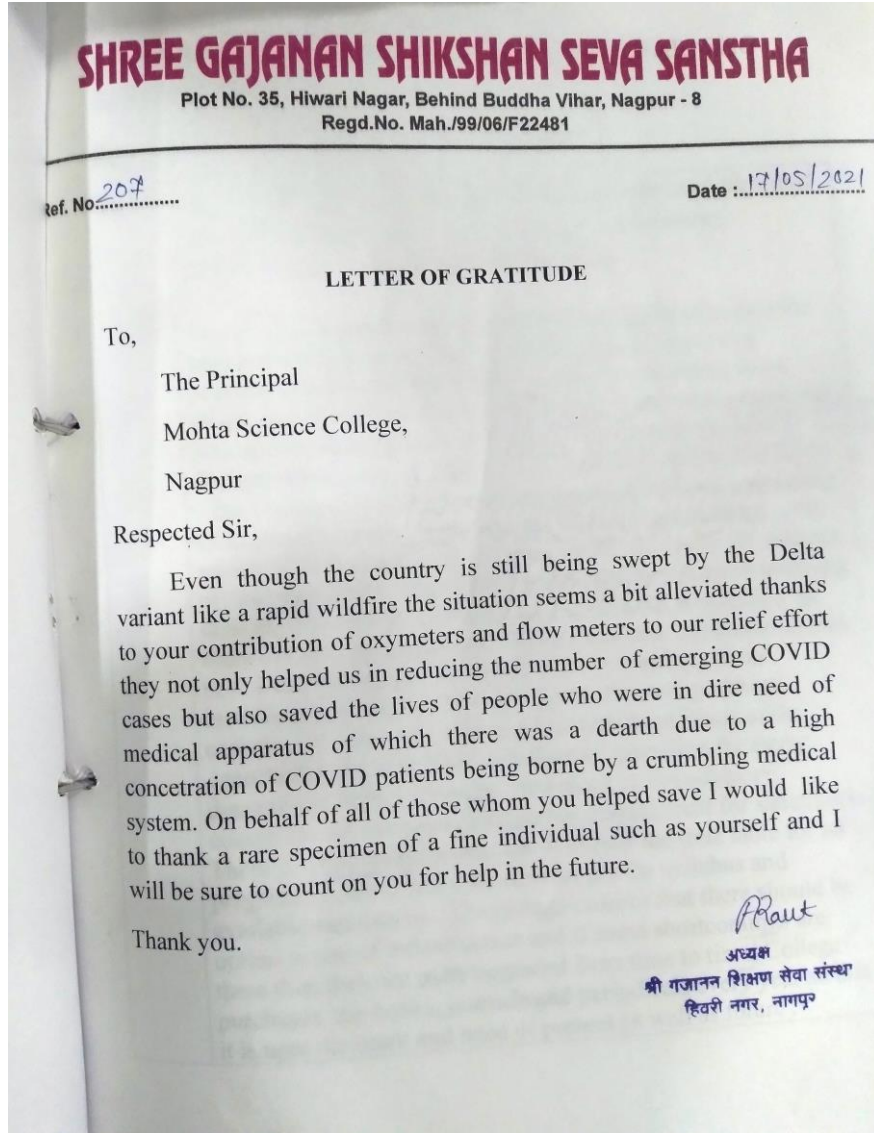 SHREE GAJANAN SHIKSHAN SEVA SANSTHA
Plot No. 35, Hiwari Nagar, Behind Buddha Vihar, Nagpur - 8
Regd.No. Mah./99/06/F22481
Ref. No. 207
Date : 17/05/2021
LETTER OF GRATITUDE
To,
The Principal
Mohta Science College,
Nagpur
Respected Sir,
Even though the country is still being swept by the Delta
variant like a rapid wildfire the situation seems a bit alleviated thanks
to your contribution of oxymeters and flow meters to our relief effort
they not only helped us in reducing the number of emerging COVID
cases but also saved the lives of people who were in dire need of
medical apparatus of which there was a dearth due to a high
concetration of COVID patients being borne by a crumbling medical
system. On behalf of all of those whom you helped save I would like
to thank a rare specimen of a fine individual such as yourself and I
will be sure to count on you for help in the future.
Thank you.
PRaut
अध्यक्ष
श्री गजानन शिक्षण सेवा संस्था
हिवरी नगर, नागपूर